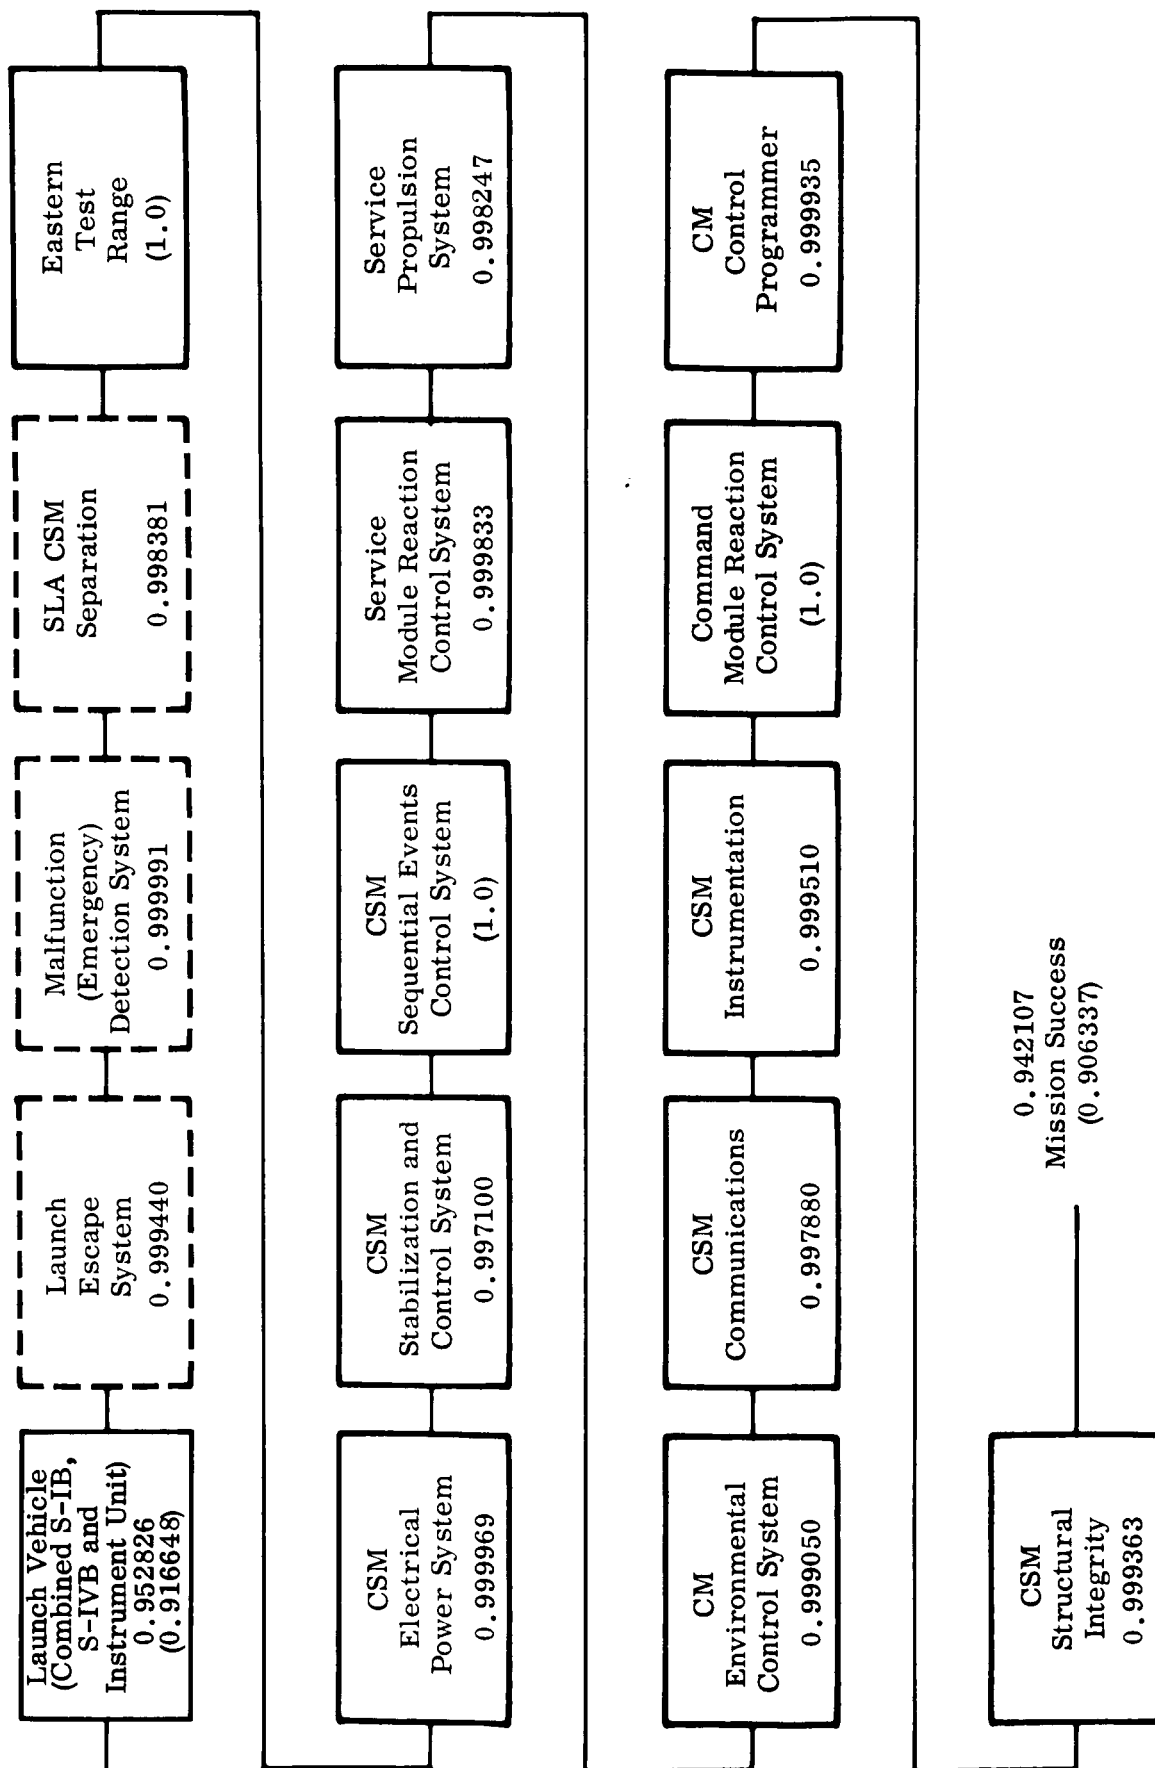 Launch Vehicle
(Combined S-IB,
S-IVB and
Instrument Unit)
0.952826
(0.916648)
Launch
Escape
System
0.999440
Malfunction
(Emergency)
Detection System
0.999991
SLA CSM
Separation
0.998381
Eastern
Test
Range
(1.0)
CSM
Electrical
Power System
0.999969
CSM
Stabilization and
Control System
0.997100
CSM
Sequential Events
Control System
(1.0)
Service
Module Reaction
Control System
0.999833
Service
Propulsion
System
0.998247
CM
Environmental
Control System
0.999050
CSM
Communications
0.997880
CSM
Instrumentation
0.999510
Command
Module Reaction
Control System
(1.0)
CM
Control
Programmer
0.999935
CSM
Structural
Integrity
0.999363
0.942107
Mission Success
(0.906337)